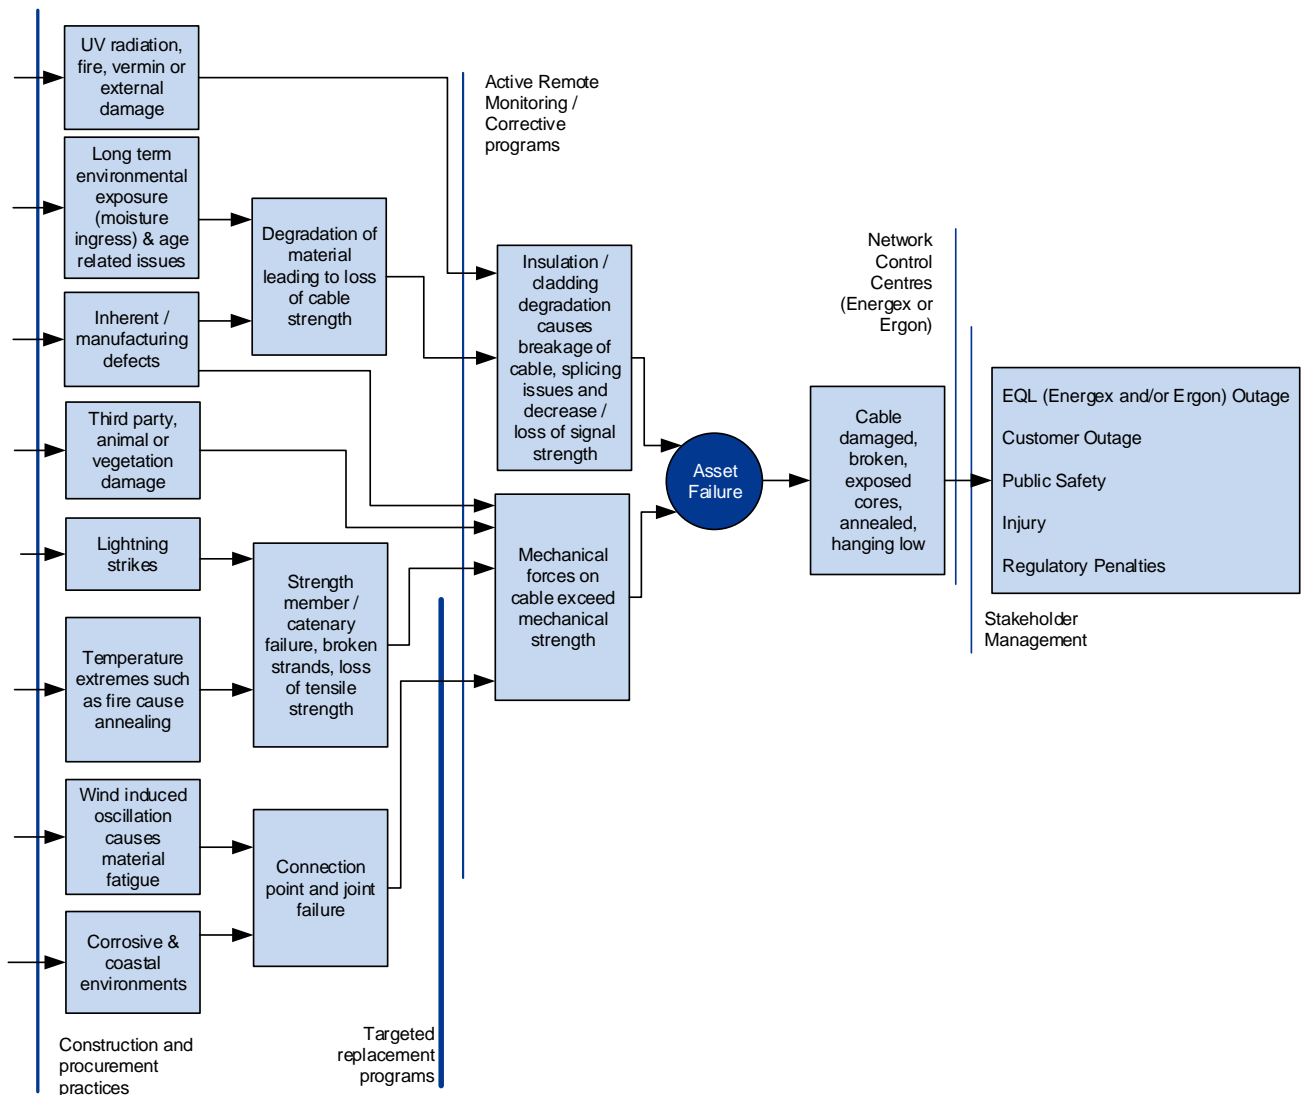 UV radiation,
fire, vermin or
external
damage
Long term
environmental
exposure
(moisture
ingress) & age
related issues
Inherent /
manufacturing
defects
Third party,
animal or
vegetation
damage
Lightning
strikes
Temperature
extremes such
as fire cause
annealing
Wind induced
oscillation
causes
material
fatigue
Corrosive &
coastal
environments
Construction and
procurement
practices
Degradation of
material
leading to loss
of cable
strength
Strength
member /
catenary
failure, broken
strands, loss
of tensile
strength
Connection
point and joint
failure
Targeted
replacement
programs
Active Remote
Monitoring /
Corrective
programs
Insulation /
cladding
degradation
causes
breakage of
cable, splicing
issues and
decrease /
loss of signal
strength
Mechanical
forces on
cable exceed
mechanical
strength
Asset
Failure
Cable
damaged,
broken,
exposed
cores,
annealed,
hanging low
Network
Control
Centres
(Energex or
Ergon)
EQL (Energex and/or Ergon) Outage
Customer Outage
Public Safety
Injury
Regulatory Penalties
Stakeholder
Management